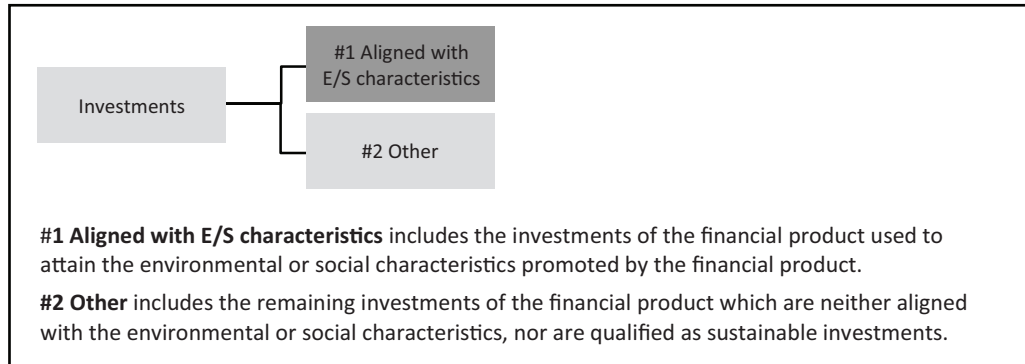 #1 Aligned with
E/S characteristics
Investments
#2 Other
#1 Aligned with E/S characteristics includes the investments of the financial product used to
attain the environmental or social characteristics promoted by the financial product.
#2 Other includes the remaining investments of the financial product which are neither aligned
with the environmental or social characteristics, nor are qualified as sustainable investments.